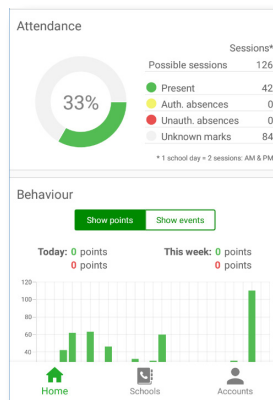 Attendance
Sessions*
Possible sessions 126
33%
Present 42
Auth. absences 0
Unauth. absences 0
Unknown marks 84
* 1 school day = 2 sessions: AM & PM
Behaviour
Show points Show events
Today: 0 points This week: 0 points
0 points 0 points
120
100
80
60
40
Home Schools Accounts